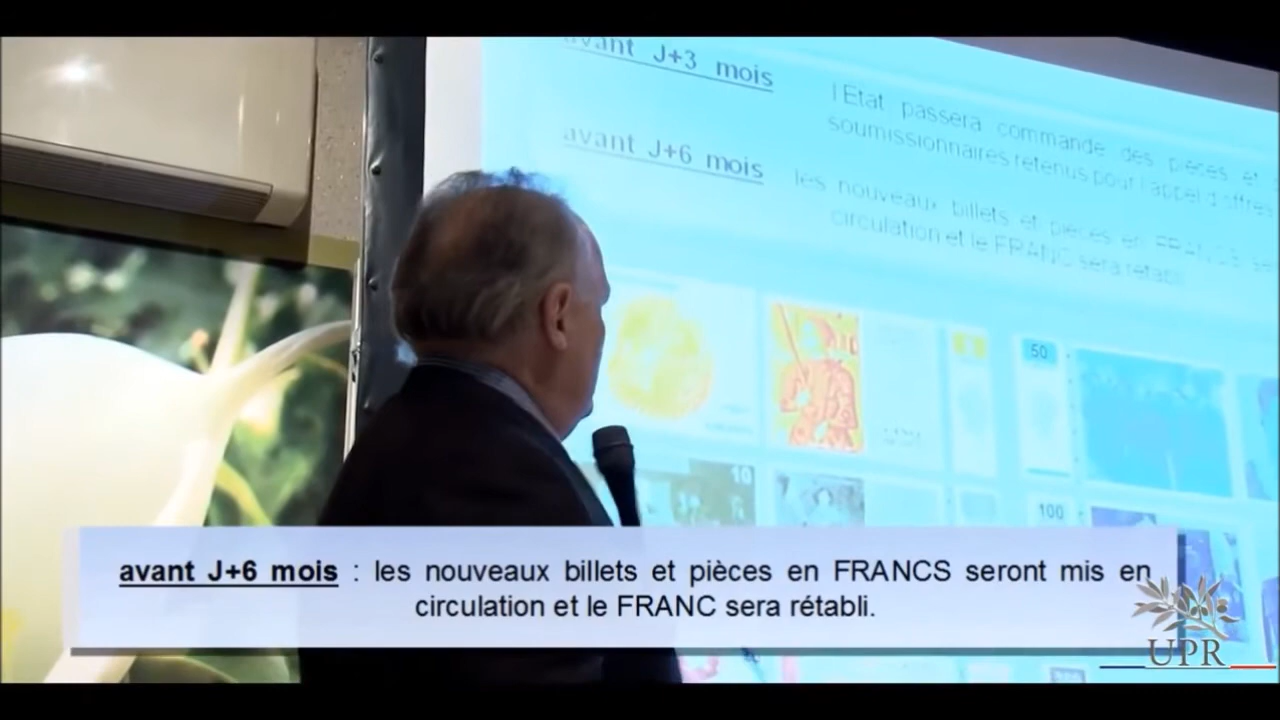 avant J+3 mois
l'Etat passera commande des pièces et
soumissionnaires retenus pour l'appel d'offres
avant J+6 mois
les nouveaux billets et pièces en FRANCS
circulation et le FRANC sera rétabli
50
10
100
avant J+6 mois : les nouveaux billets et pièces en FRANCS seront mis en
circulation et le FRANC sera rétabli.
UPR